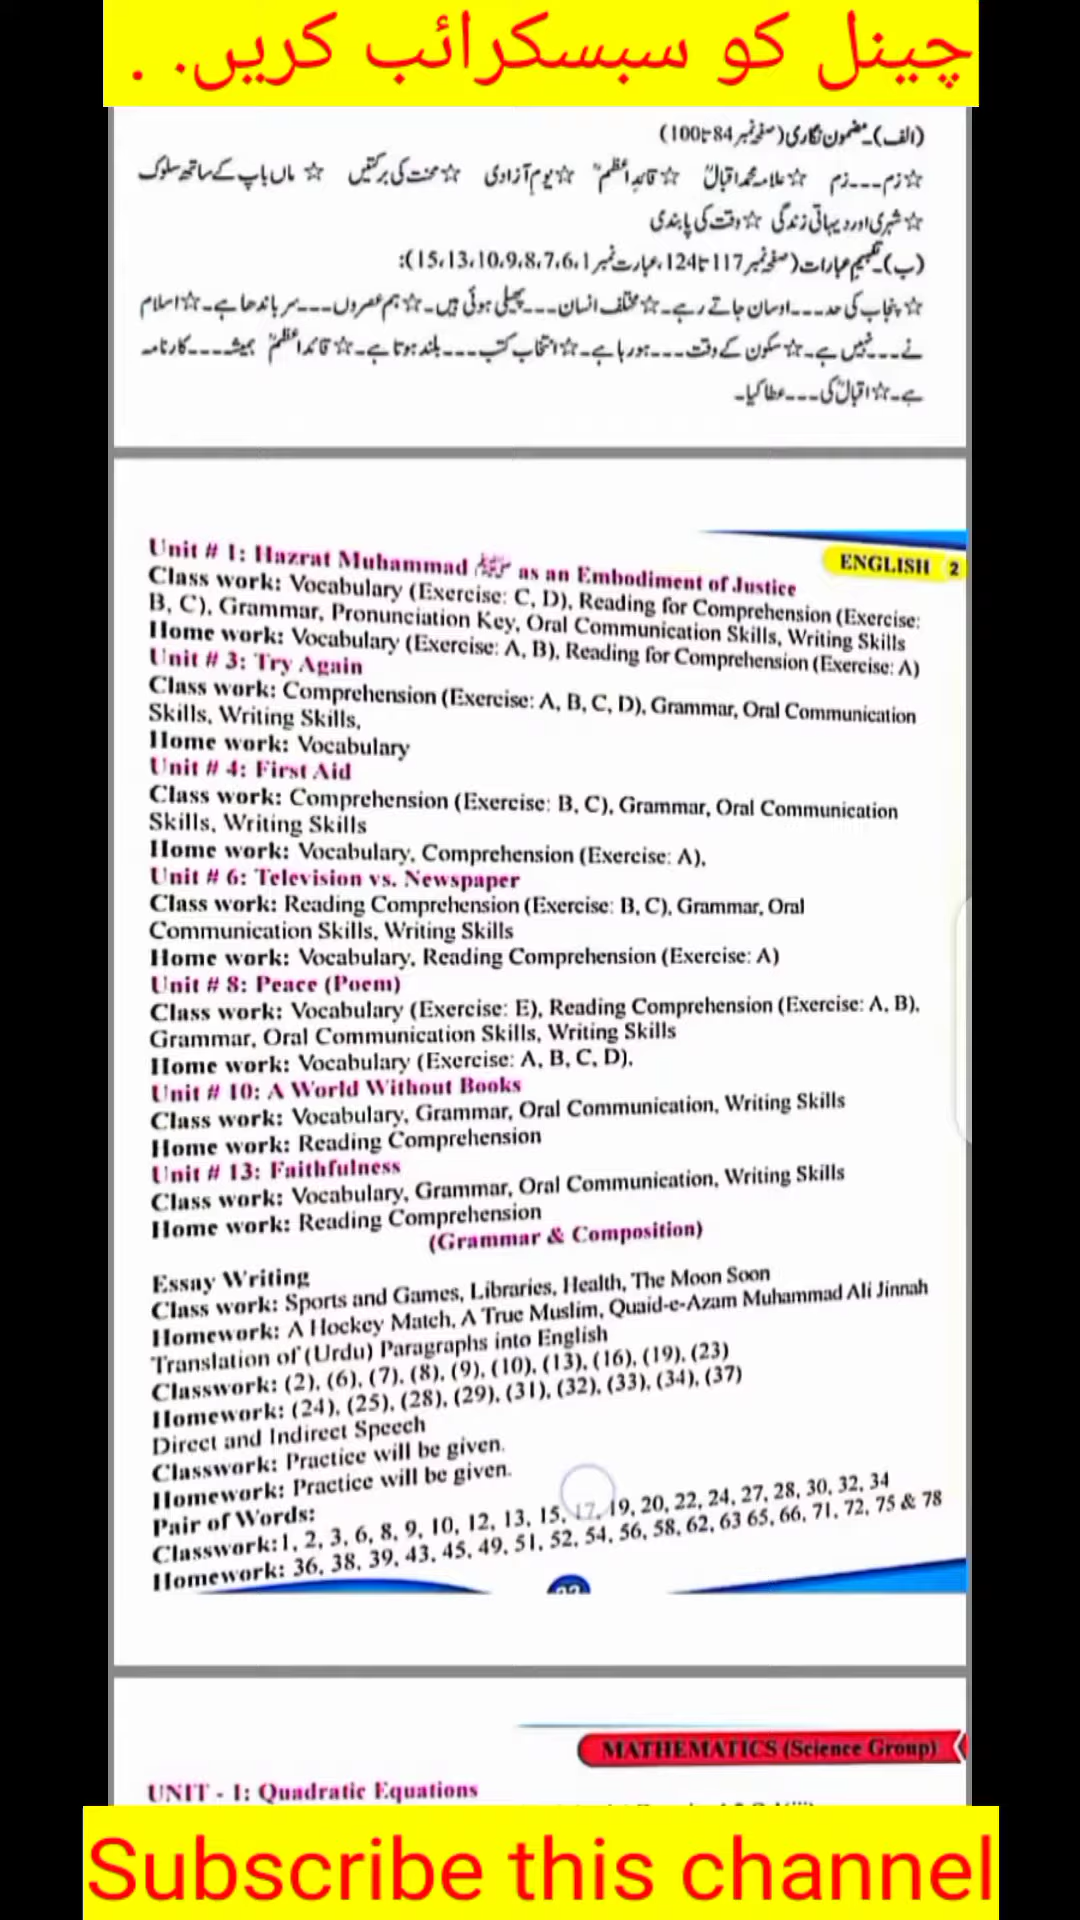 چینل کو سبسکرائب کریں. .
(الف)۔ مضمون نگاری (صفحہ نمبر 84 تا 100)
☆زم---زم ☆علامہ محمد اقبالؒ ☆قائدِ اعظمؒ ☆یومِ آزادی ☆محنت کی برکتیں ☆ماں باپ کے ساتھ سلوک
☆شہری اور دیہاتی زندگی ☆وقت کی پابندی
(ب)۔ تفہیمِ عبارات (صفحہ نمبر 117 تا 124، عبارت نمبر 1، 6، 7، 8، 9، 10، 13، 15):
☆پنجاب کی حد---اوسان جاتے رہے۔ ☆مختلف انسان---پھیلی ہوئی ہیں۔ ☆ہم عصروں---سر باندھا ہے۔ ☆اسلام
نے---نہیں ہے۔ ☆سکون کے وقت---ہو رہا ہے۔ ☆انتخابِ کتب---بلند ہوتا ہے۔ ☆قائد اعظمؒ ہمیشہ---کارنامہ
ہے۔ ☆اقبالؒ کی---عطا کیا۔
ENGLISH 2
Unit # 1: Hazrat Muhammad ﷺ as an Embodiment of Justice
Class work: Vocabulary (Exercise: C, D), Reading for Comprehension (Exercise:
B, C), Grammar, Pronunciation Key, Oral Communication Skills, Writing Skills
Home work: Vocabulary (Exercise: A, B), Reading for Comprehension (Exercise: A)
Unit # 3: Try Again
Class work: Comprehension (Exercise: A, B, C, D), Grammar, Oral Communication
Skills, Writing Skills,
Home work: Vocabulary
Unit # 4: First Aid
Class work: Comprehension (Exercise: B, C), Grammar, Oral Communication
Skills, Writing Skills
Home work: Vocabulary, Comprehension (Exercise: A),
Unit # 6: Television vs. Newspaper
Class work: Reading Comprehension (Exercise: B, C), Grammar, Oral
Communication Skills, Writing Skills
Home work: Vocabulary, Reading Comprehension (Exercise: A)
Unit # 8: Peace (Poem)
Class work: Vocabulary (Exercise: E), Reading Comprehension (Exercise: A, B),
Grammar, Oral Communication Skills, Writing Skills
Home work: Vocabulary (Exercise: A, B, C, D),
Unit # 10: A World Without Books
Class work: Vocabulary, Grammar, Oral Communication, Writing Skills
Home work: Reading Comprehension
Unit # 13: Faithfulness
Class work: Vocabulary, Grammar, Oral Communication, Writing Skills
Home work: Reading Comprehension
(Grammar & Composition)
Essay Writing
Class work: Sports and Games, Libraries, Health, The Moon Soon
Homework: A Hockey Match, A True Muslim, Quaid-e-Azam Muhammad Ali Jinnah
Translation of (Urdu) Paragraphs into English
Classwork: (2), (6), (7), (8), (9), (10), (13), (16), (19), (23)
Homework: (24), (25), (28), (29), (31), (32), (33), (34), (37)
Direct and Indirect Speech
Classwork: Practice will be given.
Homework: Practice will be given.
Pair of Words:
Classwork:1, 2, 3, 6, 8, 9, 10, 12, 13, 15, 17, 19, 20, 22, 24, 27, 28, 30, 32, 34
Homework: 36, 38, 39, 43, 45, 49, 51, 52, 54, 56, 58, 62, 63 65, 66, 71, 72, 75 & 78
MATHEMATICS (Science Group)
UNIT - 1: Quadratic Equations
Subscribe this channel